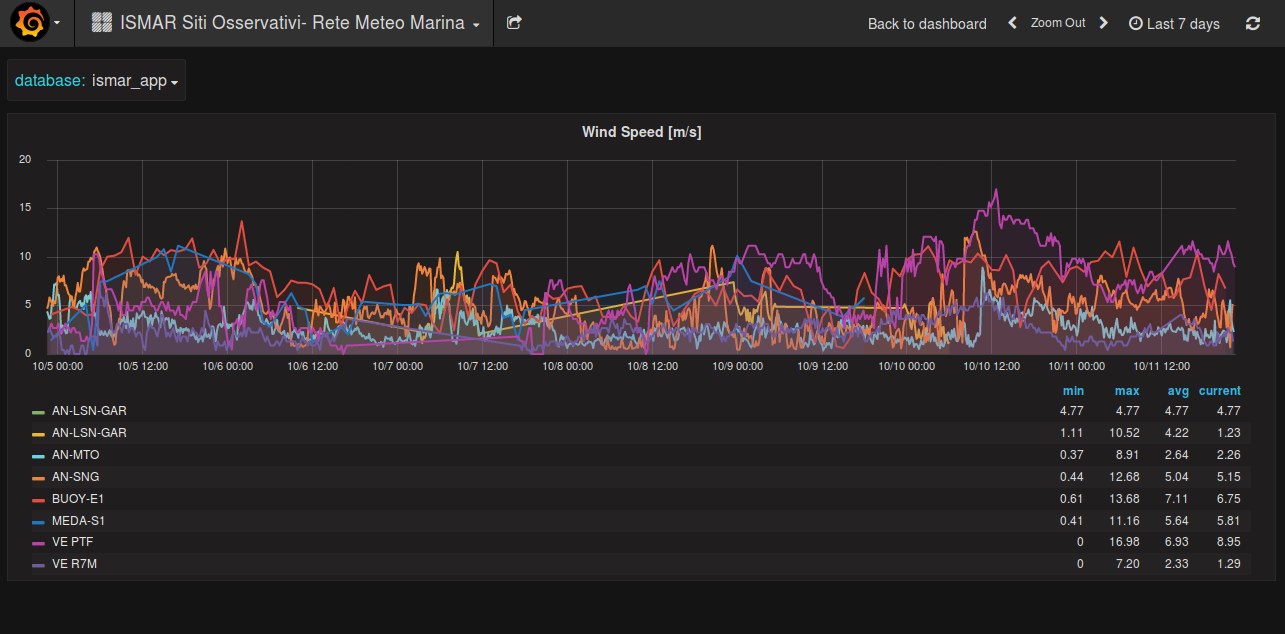 ISMAR Siti Osservativi- Rete Meteo Marina Back to dashboard Zoom Out Last 7 days
database: ismar_app
Wind Speed [m/s]
20
15
10
5
0
10/5 00:00 10/5 12:00 10/6 00:00 10/6 12:00 10/7 00:00 10/7 12:00 10/8 00:00 10/8 12:00 10/9 00:00 10/9 12:00 10/10 00:00 10/10 12:00 10/11 00:00 10/11 12:00
min max avg current
AN-LSN-GAR 4.77 4.77 4.77 4.77
AN-LSN-GAR 1.11 10.52 4.22 1.23
AN-MTO 0.37 8.91 2.64 2.26
AN-SNG 0.44 12.68 5.04 5.15
BUOY-E1 0.61 13.68 7.11 6.75
MEDA-S1 0.41 11.16 5.64 5.81
VE PTF 0 16.98 6.93 8.95
VE R7M 0 7.20 2.33 1.29